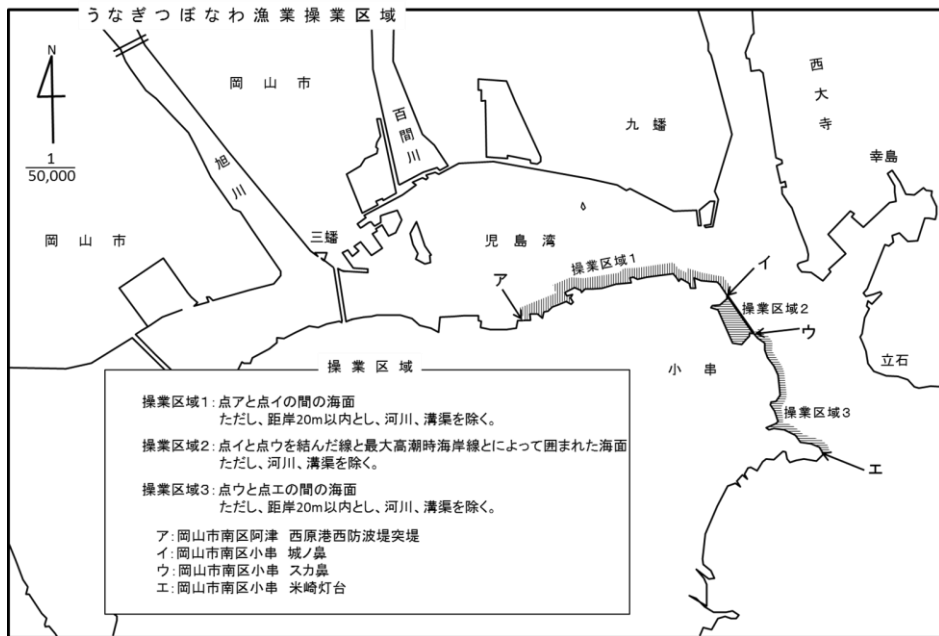 うなぎつぼなわ漁業操業区域
N
1
50,000
岡山市
百間川
旭川
岡山市
三蟠
児島湾
九蟠
西大寺
幸島
操業区域1
ア
イ
操業区域2
ウ
小串
立石
操業区域3
エ
操業区域
操業区域1：点アと点イの間の海面
ただし、距岸20m以内とし、河川、溝渠を除く。
操業区域2：点イと点ウを結んだ線と最大高潮時海岸線とによって囲まれた海面
ただし、河川、溝渠を除く。
操業区域3：点ウと点エの間の海面
ただし、距岸20m以内とし、河川、溝渠を除く。
ア：岡山市南区阿津 西原港西防波堤突堤
イ：岡山市南区小串 城ノ鼻
ウ：岡山市南区小串 スカ鼻
エ：岡山市南区小串 米崎灯台